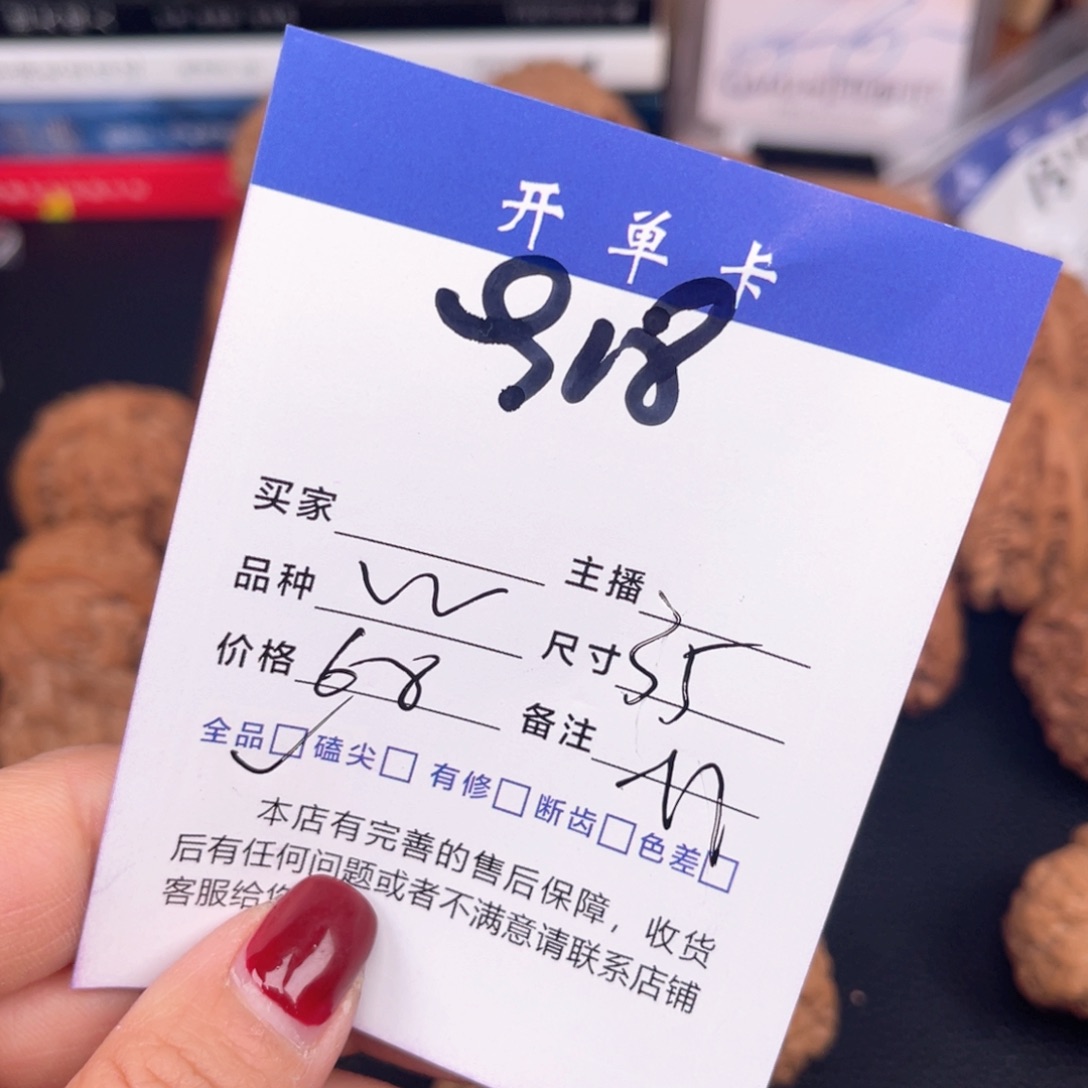 开单卡
918
买家
主播
品种 W
尺寸 35
价格 68
备注 M
全品 磕尖 有修 断齿 色差
本店有完善的售后保障，收货
后有任何问题或者不满意请联系店铺
客服给